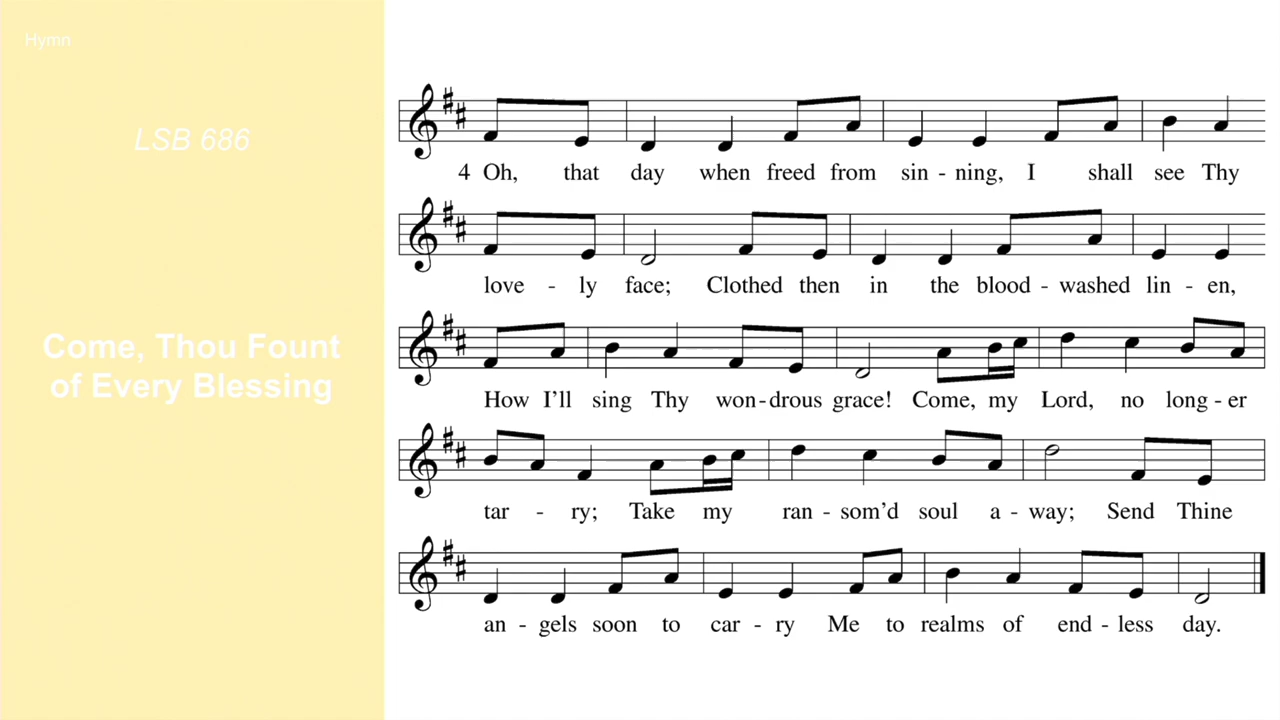 Hymn
LSB 686
Come, Thou Fount
of Every Blessing
4 Oh, that day when freed from sin - ning, I shall see Thy
love - ly face; Clothed then in the blood - washed lin - en,
How I’ll sing Thy won - drous grace! Come, my Lord, no long - er
tar - ry; Take my ran - som’d soul a - way; Send Thine
an - gels soon to car - ry Me to realms of end - less day.